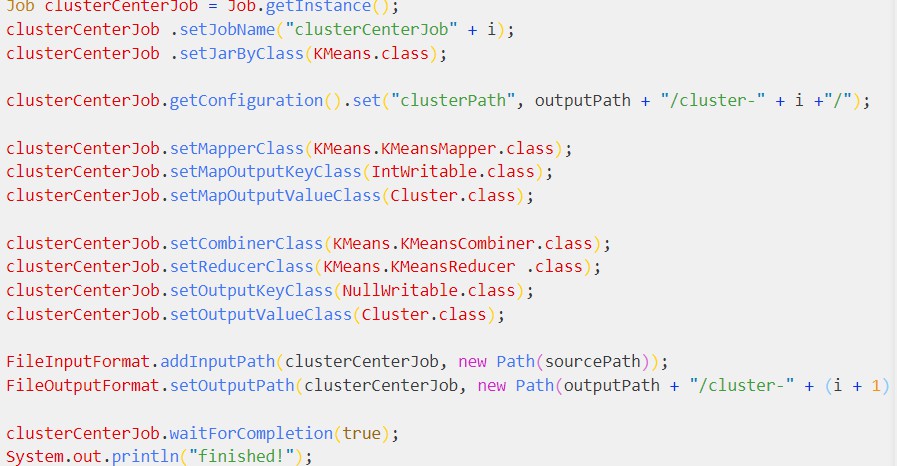 Job clusterCenterJob = Job.getInstance();
clusterCenterJob .setJobName("clusterCenterJob" + i);
clusterCenterJob .setJarByClass(KMeans.class);
clusterCenterJob.getConfiguration().set("clusterPath", outputPath + "/cluster-" + i +"/");
clusterCenterJob.setMapperClass(KMeans.KMeansMapper.class);
clusterCenterJob.setMapOutputKeyClass(IntWritable.class);
clusterCenterJob.setMapOutputValueClass(Cluster.class);
clusterCenterJob.setCombinerClass(KMeans.KMeansCombiner.class);
clusterCenterJob.setReducerClass(KMeans.KMeansReducer .class);
clusterCenterJob.setOutputKeyClass(NullWritable.class);
clusterCenterJob.setOutputValueClass(Cluster.class);
FileInputFormat.addInputPath(clusterCenterJob, new Path(sourcePath));
FileOutputFormat.setOutputPath(clusterCenterJob, new Path(outputPath + "/cluster-" + (i + 1)
clusterCenterJob.waitForCompletion(true);
System.out.println("finished!");